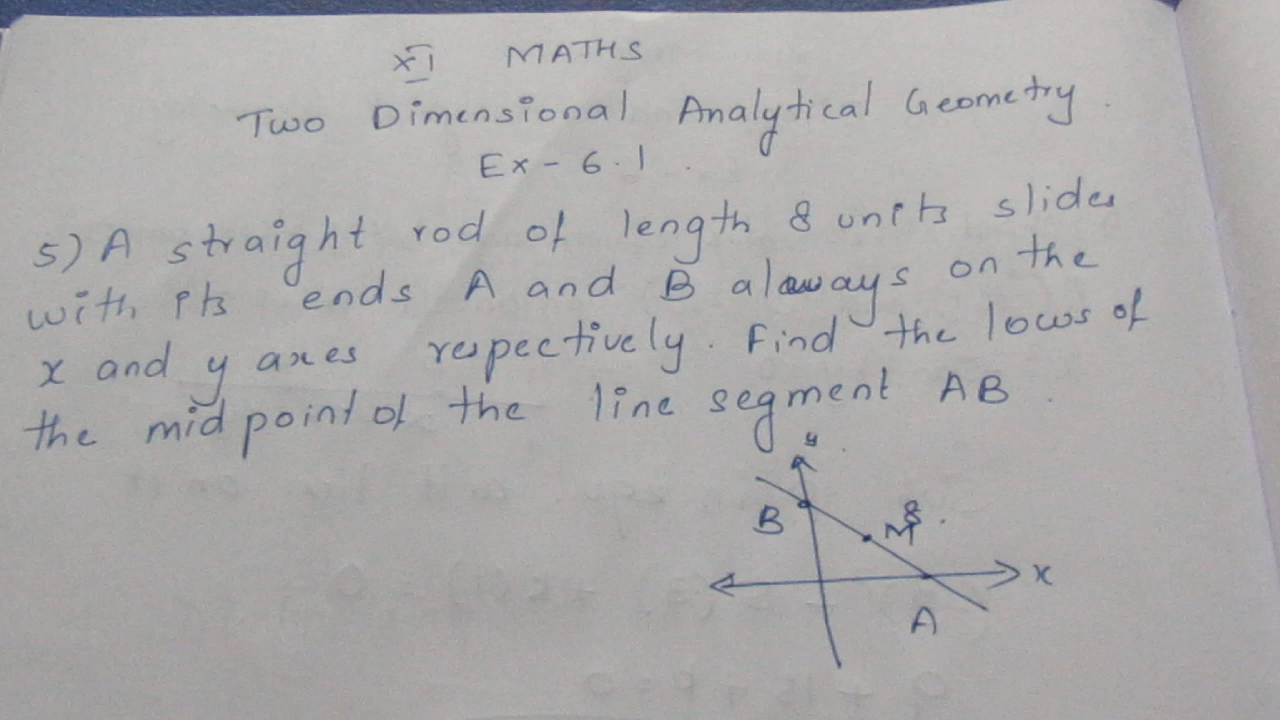 XI MATHS
Two Dimensional Analytical Geometry.
Ex - 6.1.
5) A straight rod of length 8 units slides
with its ends A and B always on the
x and y axes respectively. Find the locus of
the mid point of the line segment AB.
y
B
M 8.
x
A